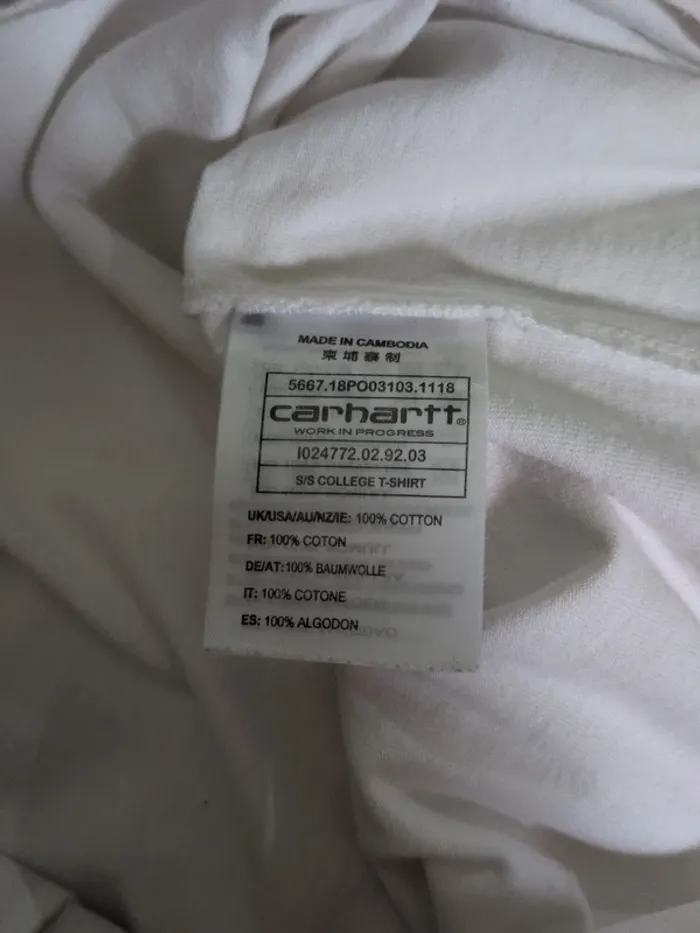 MADE IN CAMBODIA
柬埔寨制
5667.18PO03103.1118
carhartt®
WORK IN PROGRESS
I024772.02.92.03
S/S COLLEGE T-SHIRT
UK/USA/AU/NZ/IE: 100% COTTON
FR: 100% COTON
DE/AT:100% BAUMWOLLE
IT: 100% COTONE
ES: 100% ALGODON